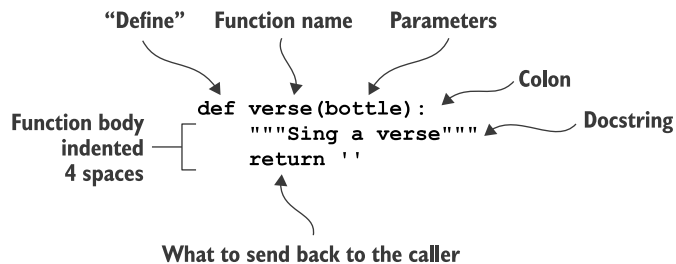 “Define” Function name Parameters
Colon
def verse(bottle):
"""Sing a verse"""
Docstring
return ''
Function body
indented
4 spaces
What to send back to the caller